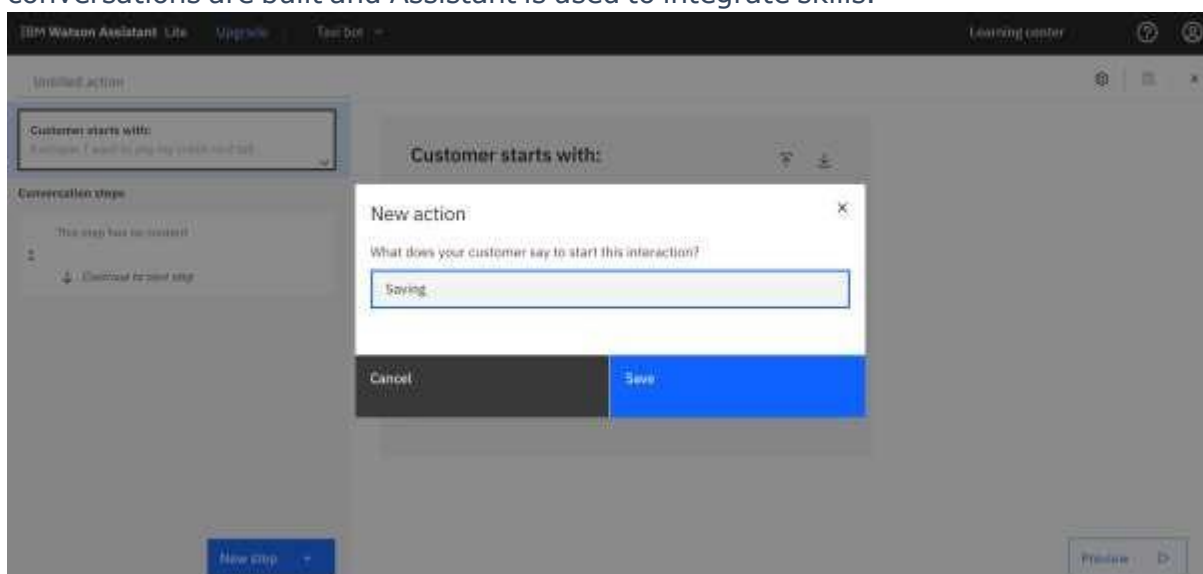 conversations are built and Assistant is used to integrate skills.
IBM Watson Assistant Lite Upgrade Learning center
Untitled action
Customer starts with:
Customer starts with:
Conversation steps
New action
What does your customer say to start this interaction?
This step has no content
Saving
Continue to next step
Cancel Save
New step Preview